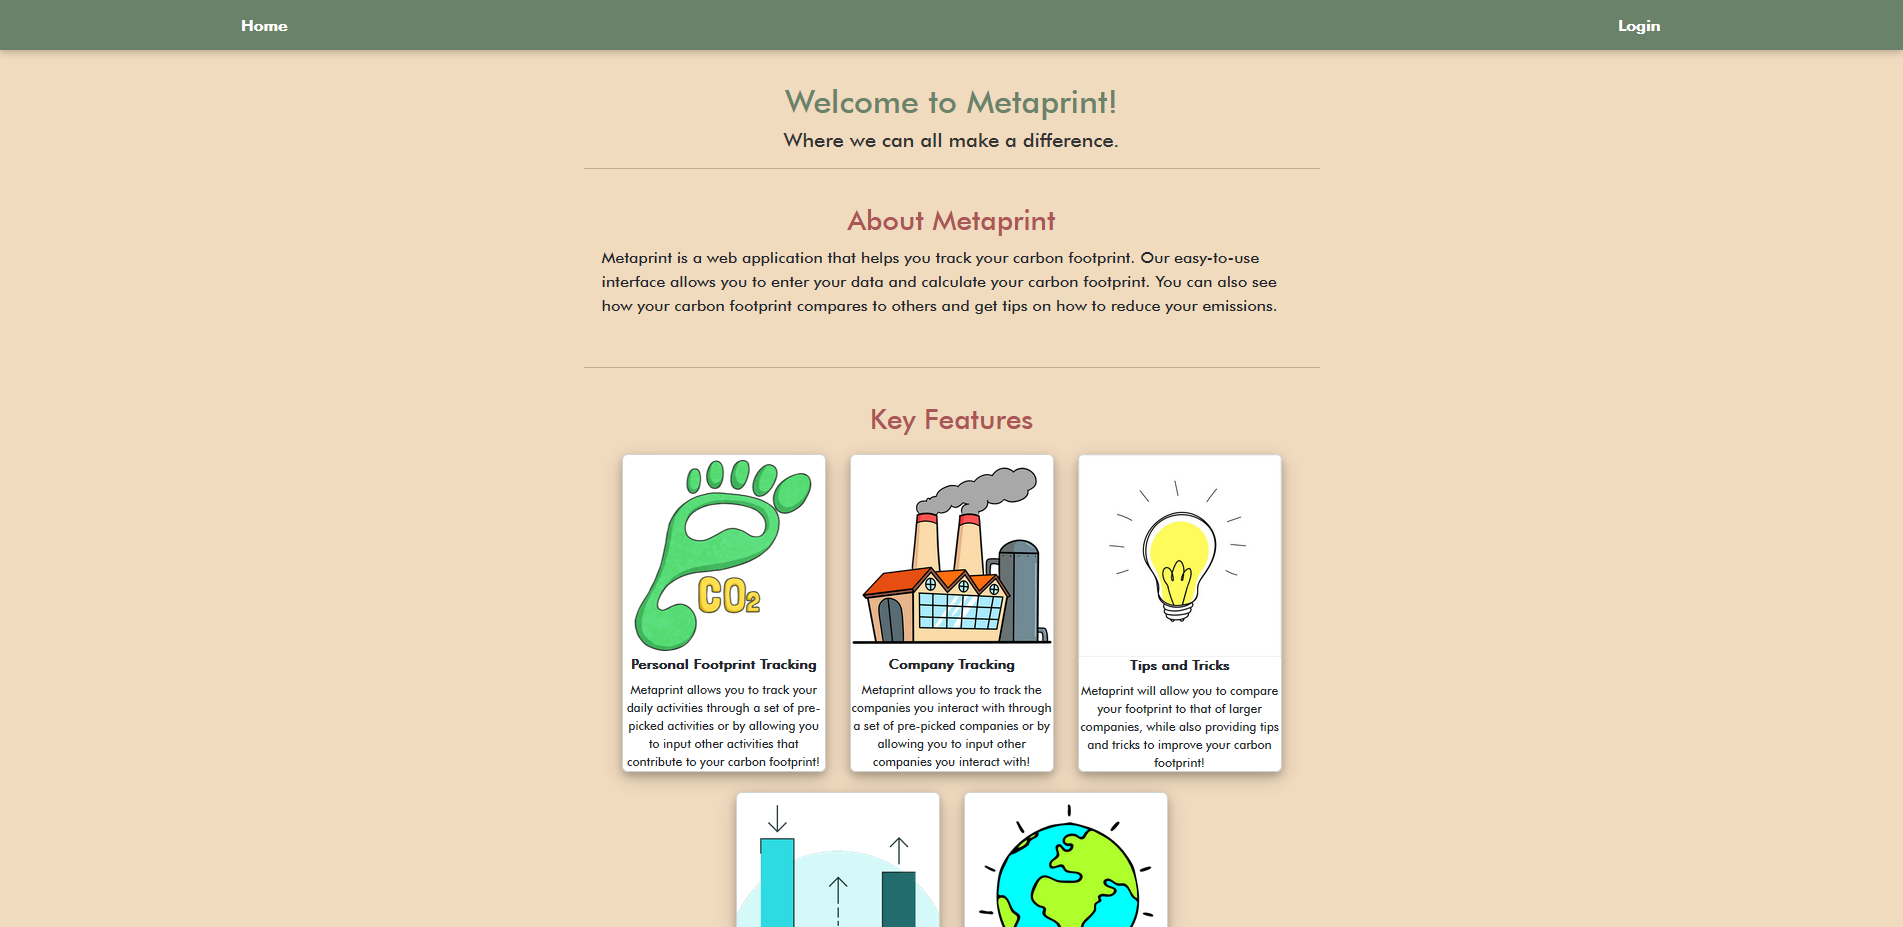 Home
Login
Welcome to Metaprint!
Where we can all make a difference.
About Metaprint
Metaprint is a web application that helps you track your carbon footprint. Our easy-to-use
interface allows you to enter your data and calculate your carbon footprint. You can also see
how your carbon footprint compares to others and get tips on how to reduce your emissions.
Key Features
CO2
Personal Footprint Tracking
Metaprint allows you to track your
daily activities through a set of pre-
picked activities or by allowing you
to input other activities that
contribute to your carbon footprint!
Company Tracking
Metaprint allows you to track the
companies you interact with through
a set of pre-picked companies or by
allowing you to input other
companies you interact with!
Tips and Tricks
Metaprint will allow you to compare
your footprint to that of larger
companies, while also providing tips
and tricks to improve your carbon
footprint!